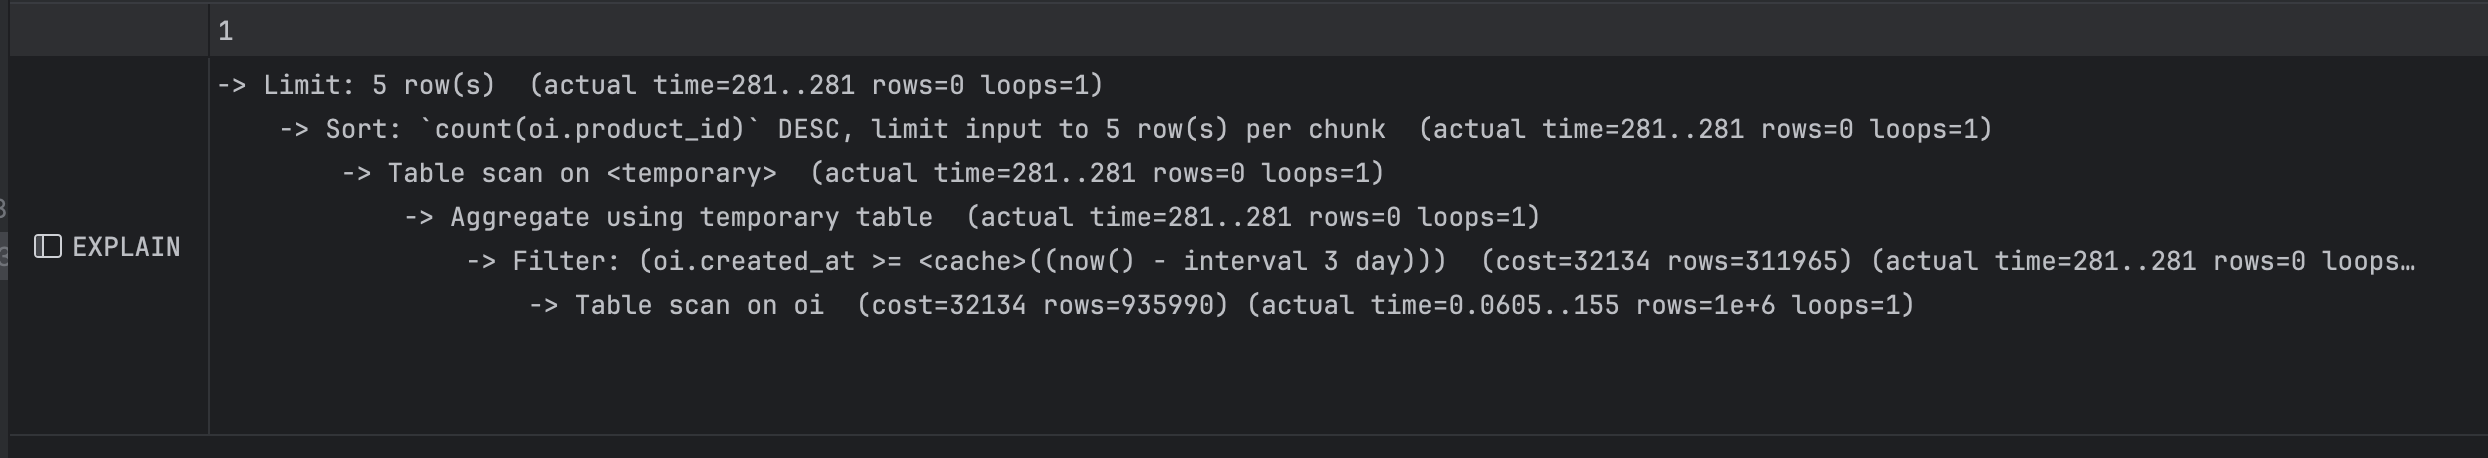 1
-> Limit: 5 row(s)  (actual time=281..281 rows=0 loops=1)
    -> Sort: `count(oi.product_id)` DESC, limit input to 5 row(s) per chunk  (actual time=281..281 rows=0 loops=1)
        -> Table scan on <temporary>  (actual time=281..281 rows=0 loops=1)
            -> Aggregate using temporary table  (actual time=281..281 rows=0 loops=1)
EXPLAIN
                -> Filter: (oi.created_at >= <cache>((now() - interval 3 day)))  (cost=32134 rows=311965) (actual time=281..281 rows=0 loops…
                    -> Table scan on oi  (cost=32134 rows=935990) (actual time=0.0605..155 rows=1e+6 loops=1)